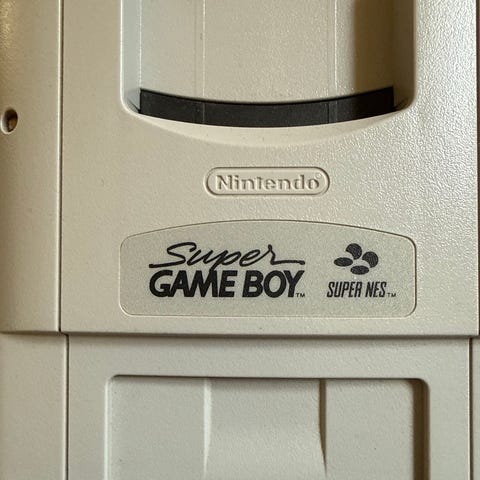 Nintendo®
Super
GAME BOY™
SUPER NES™